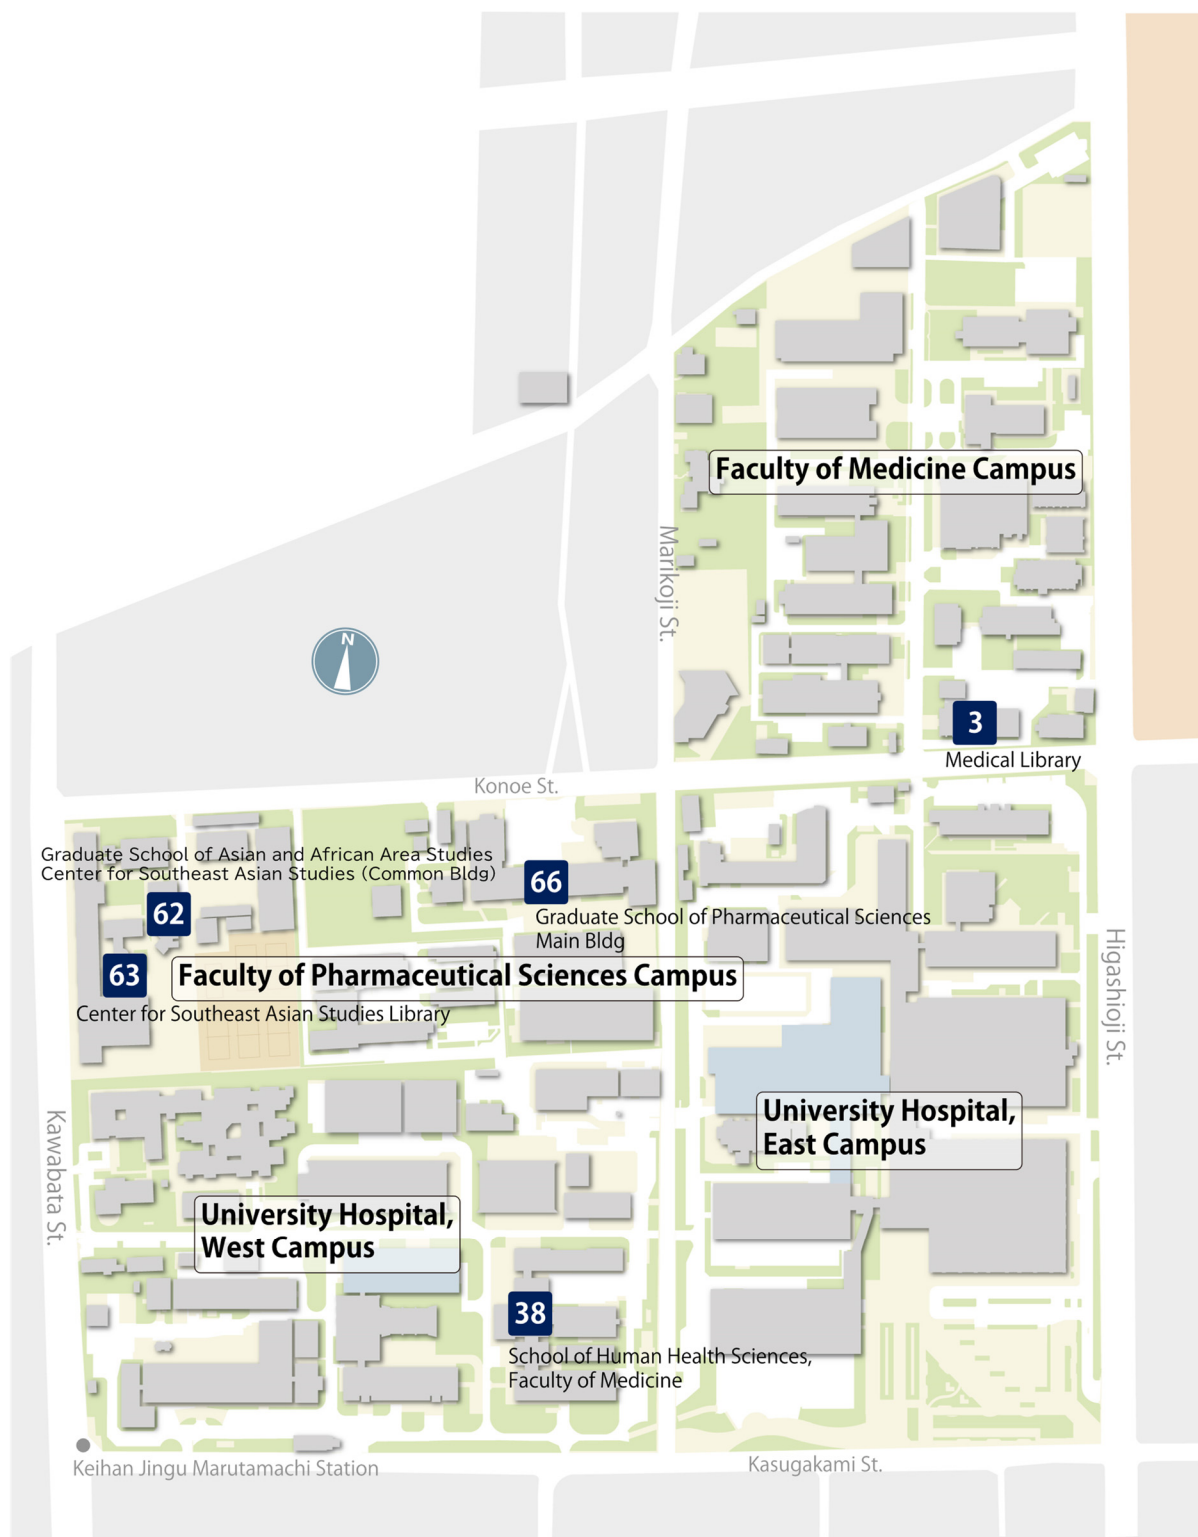 N
Faculty of Medicine Campus
Marikoji St.
3
Medical Library
Konoe St.
Graduate School of Asian and African Area Studies
Center for Southeast Asian Studies (Common Bldg)
62
66
Graduate School of Pharmaceutical Sciences
Main Bldg
63
Faculty of Pharmaceutical Sciences Campus
Center for Southeast Asian Studies Library
Higashioji St.
University Hospital,
East Campus
Kawabata St.
University Hospital,
West Campus
38
School of Human Health Sciences,
Faculty of Medicine
Keihan Jingu Marutamachi Station
Kasugakami St.